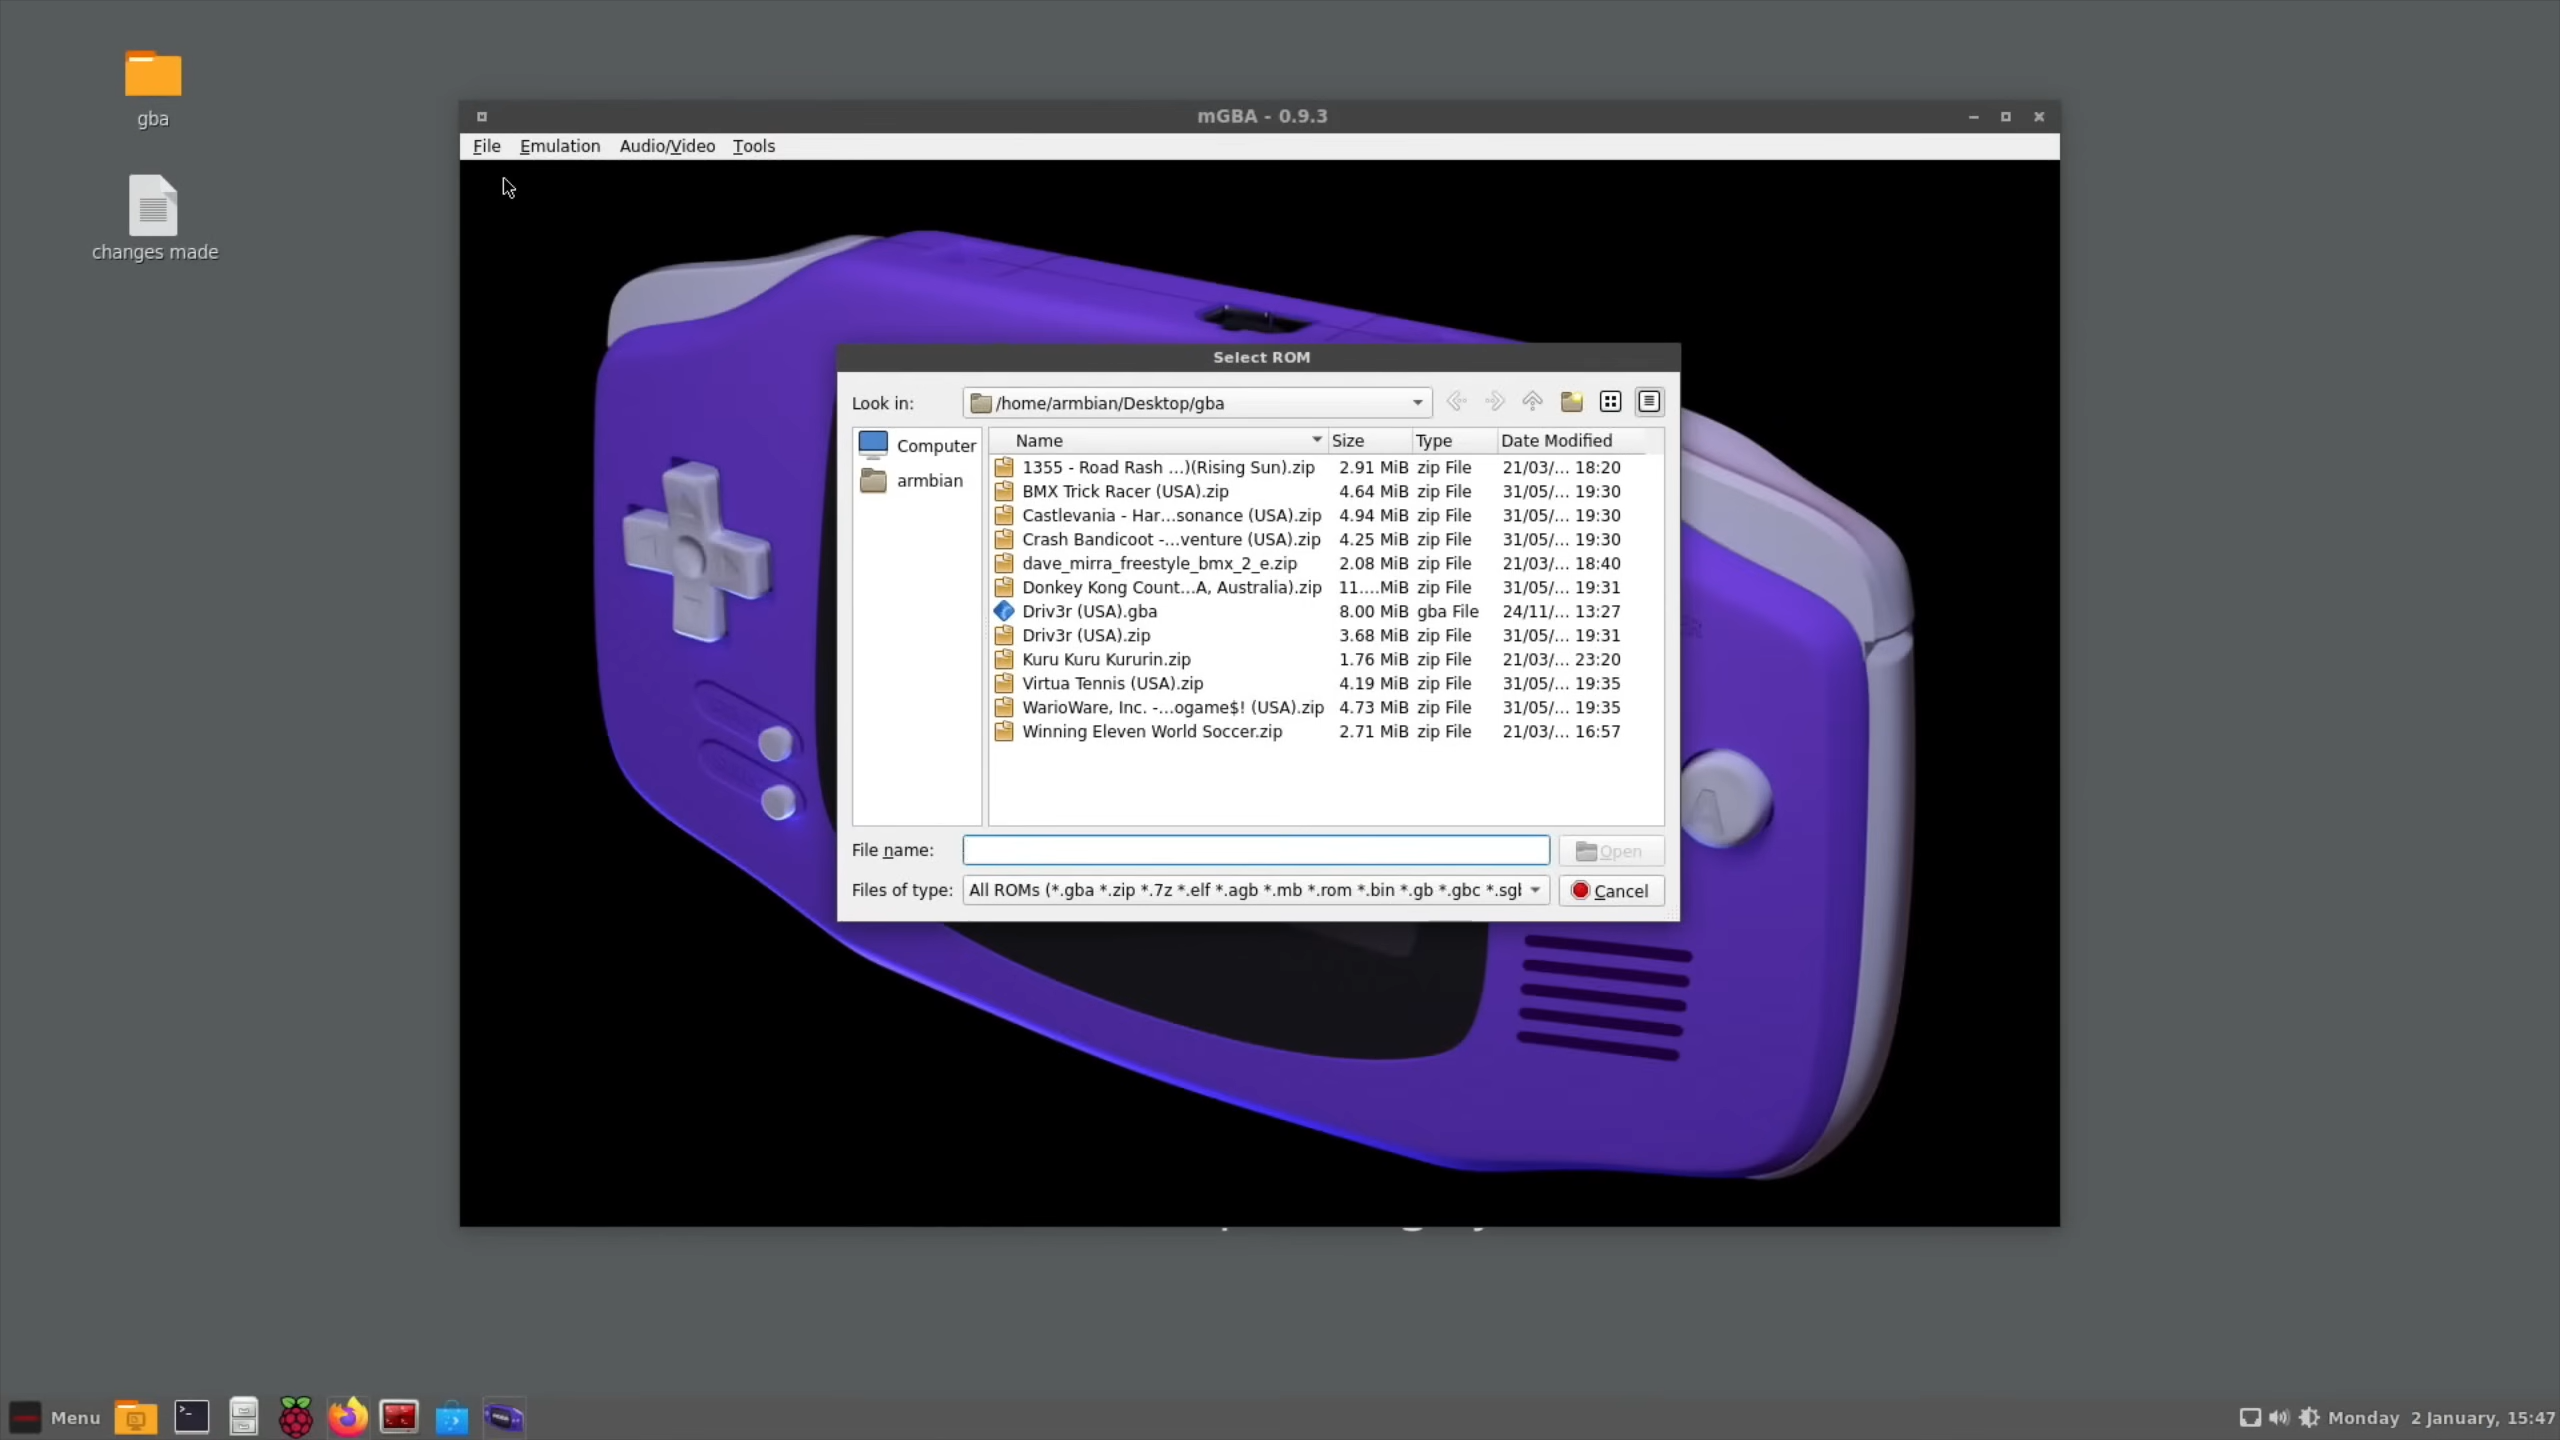 gba
changes made
mGBA - 0.9.3
File Emulation Audio/Video Tools
Select ROM
Look in: /home/armbian/Desktop/gba
Computer
armbian
Name Size Type Date Modified
1355 - Road Rash ...)(Rising Sun).zip 2.91 MiB zip File 21/03/... 18:20
BMX Trick Racer (USA).zip 4.64 MiB zip File 31/05/... 19:30
Castlevania - Har...sonance (USA).zip 4.94 MiB zip File 31/05/... 19:30
Crash Bandicoot -...venture (USA).zip 4.25 MiB zip File 31/05/... 19:30
dave_mirra_freestyle_bmx_2_e.zip 2.08 MiB zip File 21/03/... 18:40
Donkey Kong Count...A, Australia).zip 11....MiB zip File 31/05/... 19:31
Driv3r (USA).gba 8.00 MiB gba File 24/11/... 13:27
Driv3r (USA).zip 3.68 MiB zip File 31/05/... 19:31
Kuru Kuru Kururin.zip 1.76 MiB zip File 21/03/... 23:20
Virtua Tennis (USA).zip 4.19 MiB zip File 31/05/... 19:35
WarioWare, Inc. -...ogame$! (USA).zip 4.73 MiB zip File 31/05/... 19:35
Winning Eleven World Soccer.zip 2.71 MiB zip File 21/03/... 16:57
File name: Open
Files of type: All ROMs (*.gba *.zip *.7z *.elf *.agb *.mb *.rom *.bin *.gb *.gbc *.sgb Cancel
A
Menu
Monday 2 January, 15:47